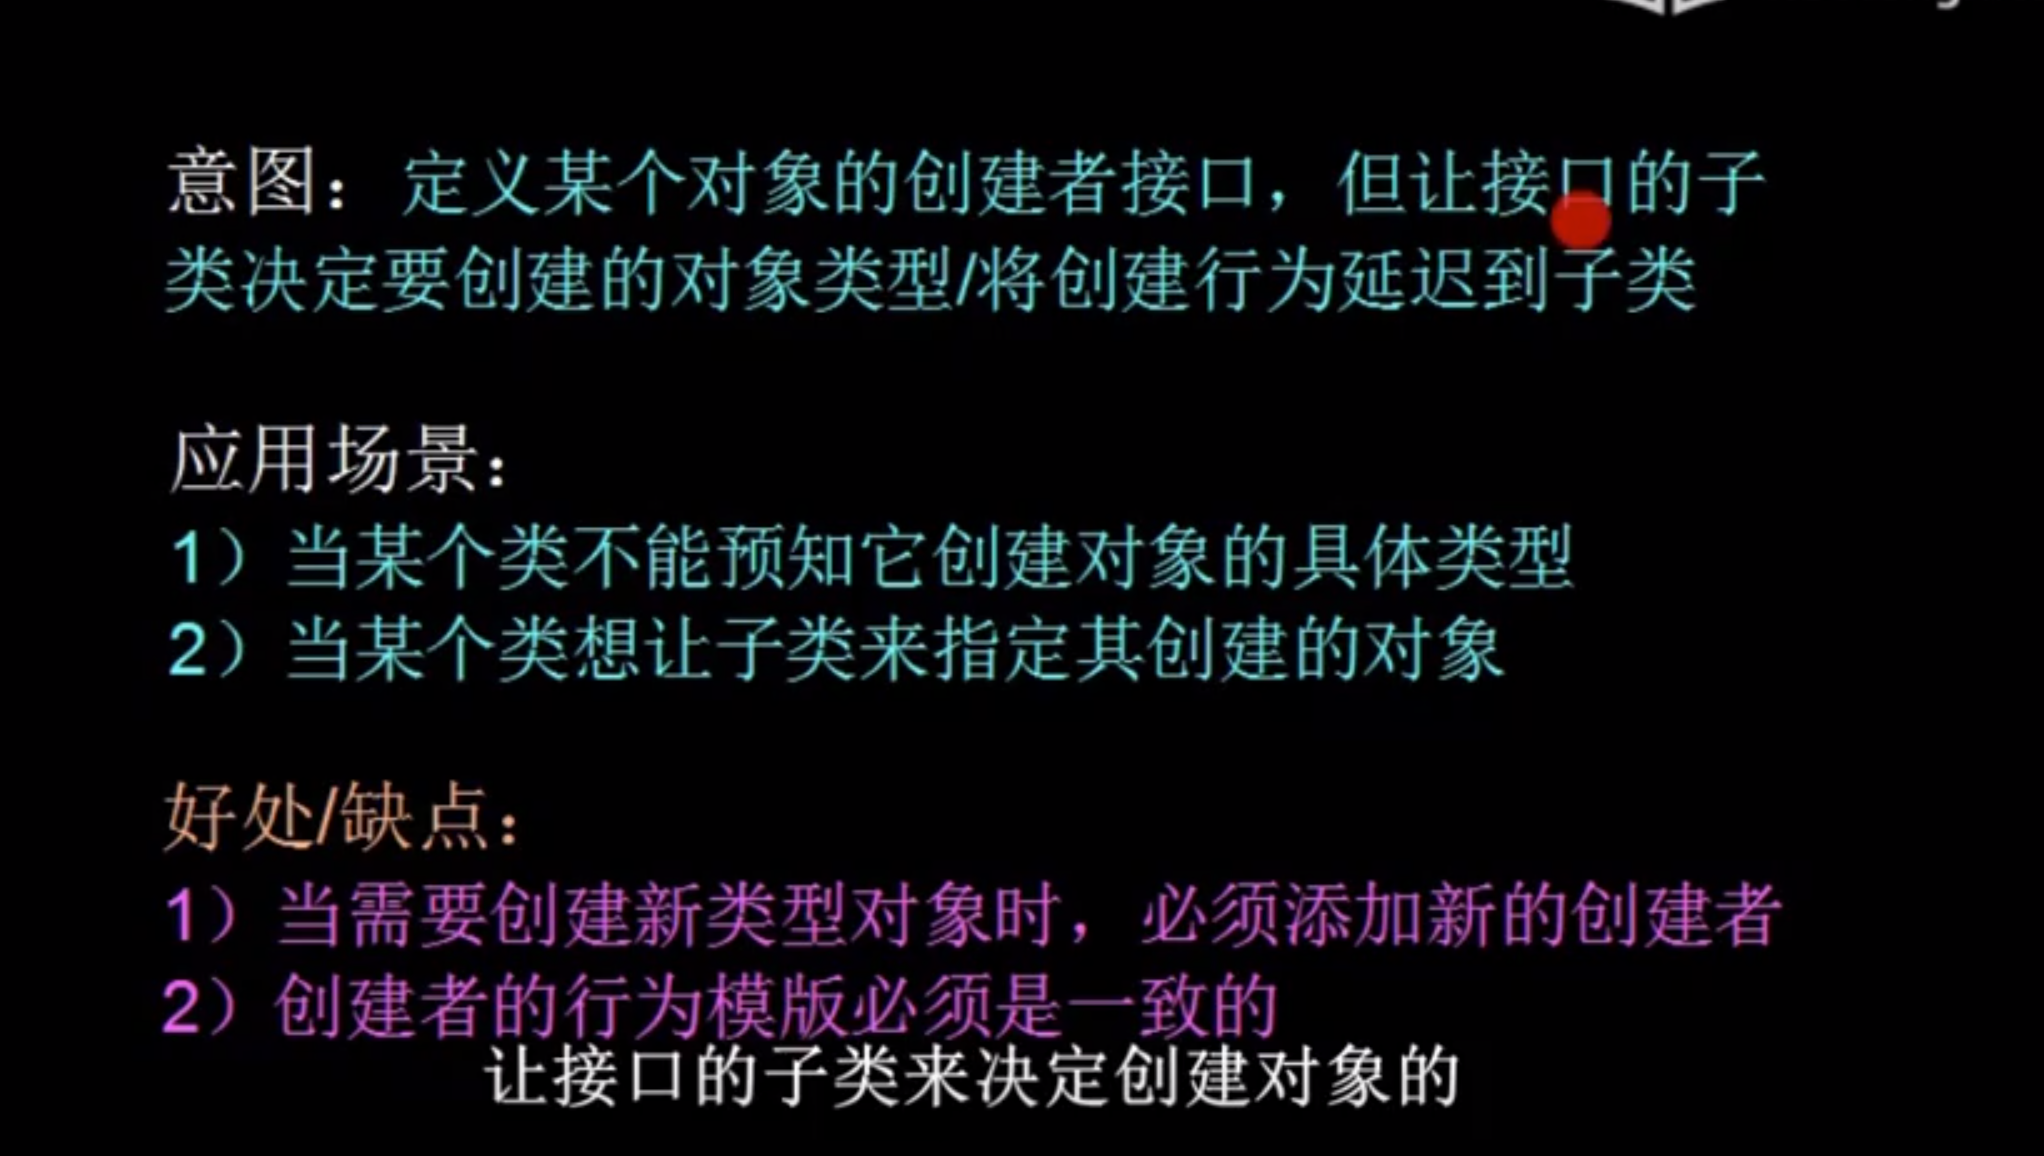 意图：定义某个对象的创建者接口，但让接口的子
类决定要创建的对象类型/将创建行为延迟到子类
应用场景：
1）当某个类不能预知它创建对象的具体类型
2）当某个类想让子类来指定其创建的对象
好处/缺点：
1）当需要创建新类型对象时，必须添加新的创建者
2）创建者的行为模版必须是一致的
让接口的子类来决定创建对象的